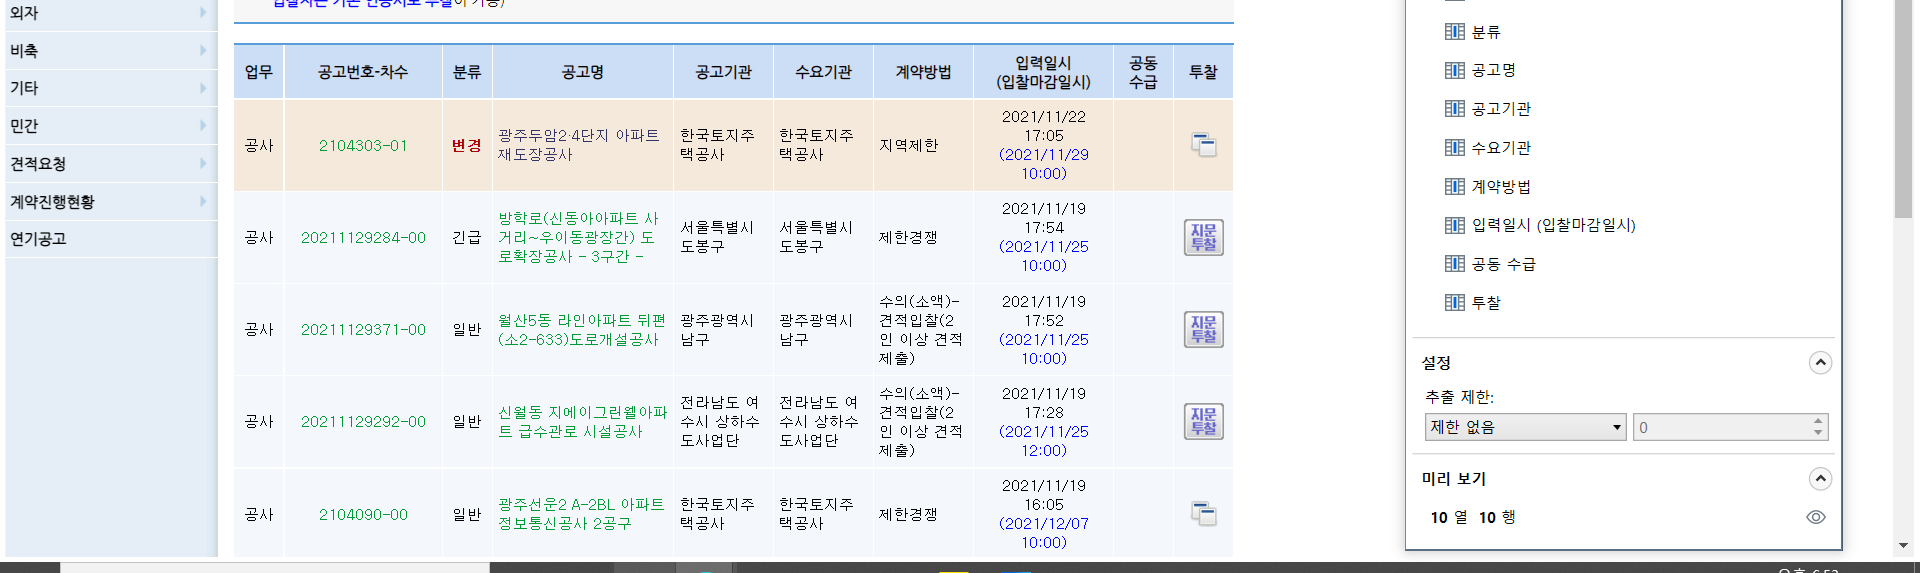 외자
비축
기타
민간
견적요청
계약진행현황
연기공고
입찰자는 기존 인증서로 투찰이 가능)
업무 공고번호-차수 분류 공고명 공고기관 수요기관 계약방법 입력일시 (입찰마감일시) 공동 수급 투찰
공사 2104303-01 변경 광주두암2·4단지 아파트 재도장공사 한국토지주택공사 한국토지주택공사 지역제한 2021/11/22 17:05 (2021/11/29 10:00)
공사 20211129284-00 긴급 방학로(신동아아파트 사거리~우이동광장간) 도로확장공사 - 3구간 - 서울특별시 도봉구 서울특별시 도봉구 제한경쟁 2021/11/19 17:54 (2021/11/25 10:00) 지문 투찰
공사 20211129371-00 일반 월산5동 라인아파트 뒤편(소2-633)도로개설공사 광주광역시 남구 광주광역시 남구 수의(소액)-견적입찰(2인 이상 견적제출) 2021/11/19 17:52 (2021/11/25 10:00) 지문 투찰
공사 20211129292-00 일반 신월동 지에이그린웰아파트 급수관로 시설공사 전라남도 여수시 상하수도사업단 전라남도 여수시 상하수도사업단 수의(소액)-견적입찰(2인 이상 견적제출) 2021/11/19 17:28 (2021/11/25 12:00) 지문 투찰
공사 2104090-00 일반 광주선운2 A-2BL 아파트 정보통신공사 2공구 한국토지주택공사 한국토지주택공사 제한경쟁 2021/11/19 16:05 (2021/12/07 10:00)
분류
공고명
공고기관
수요기관
계약방법
입력일시 (입찰마감일시)
공동 수급
투찰
설정
추출 제한:
제한 없음 0
미리 보기
10 열 10 행